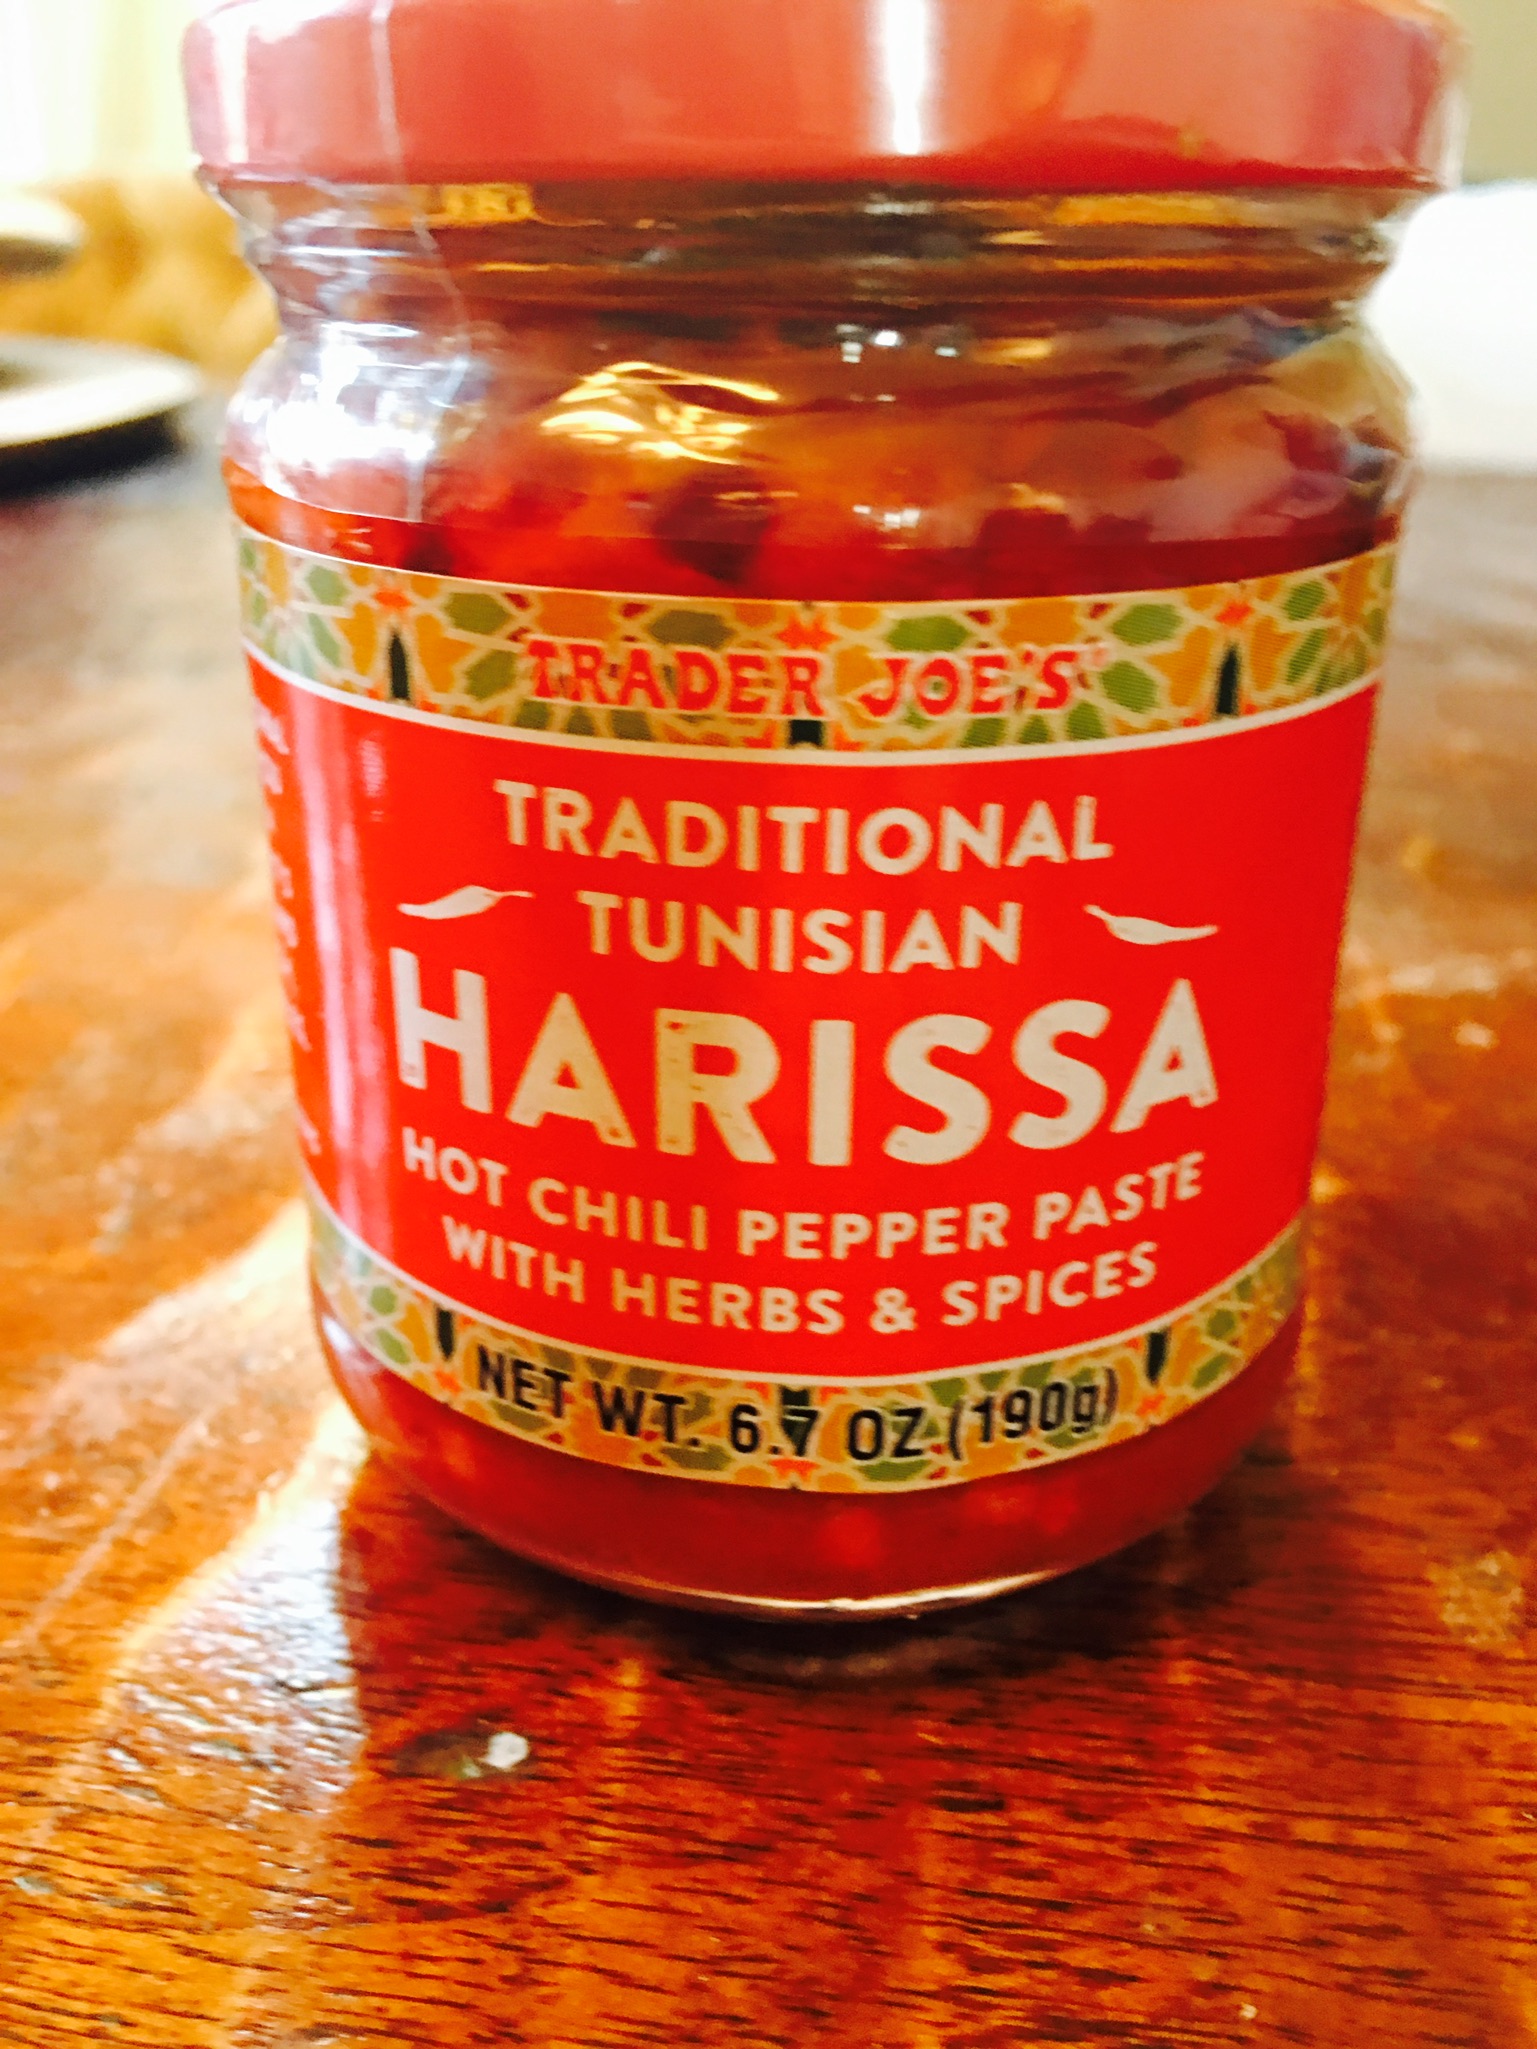 TRADER JOE'S
TRADITIONAL
TUNISIAN
HARISSA
HOT CHILI PEPPER PASTE
WITH HERBS & SPICES
NET WT. 6.7 OZ (190g)